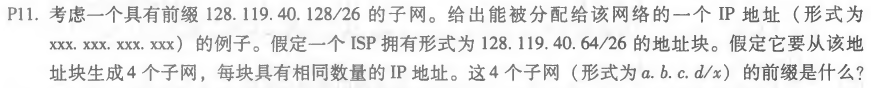 P11. 考虑一个具有前缀 128.119.40.128/26 的子网。给出能被分配给该网络的一个 IP 地址（形式为
xxx.xxx.xxx.xxx）的例子。假定一个 ISP 拥有形式为 128.119.40.64/26 的地址块。假定它要从该地
址块生成4 个子网，每块具有相同数量的 IP 地址。这4 个子网（形式为 a.b.c.d/x）的前缀是什么？